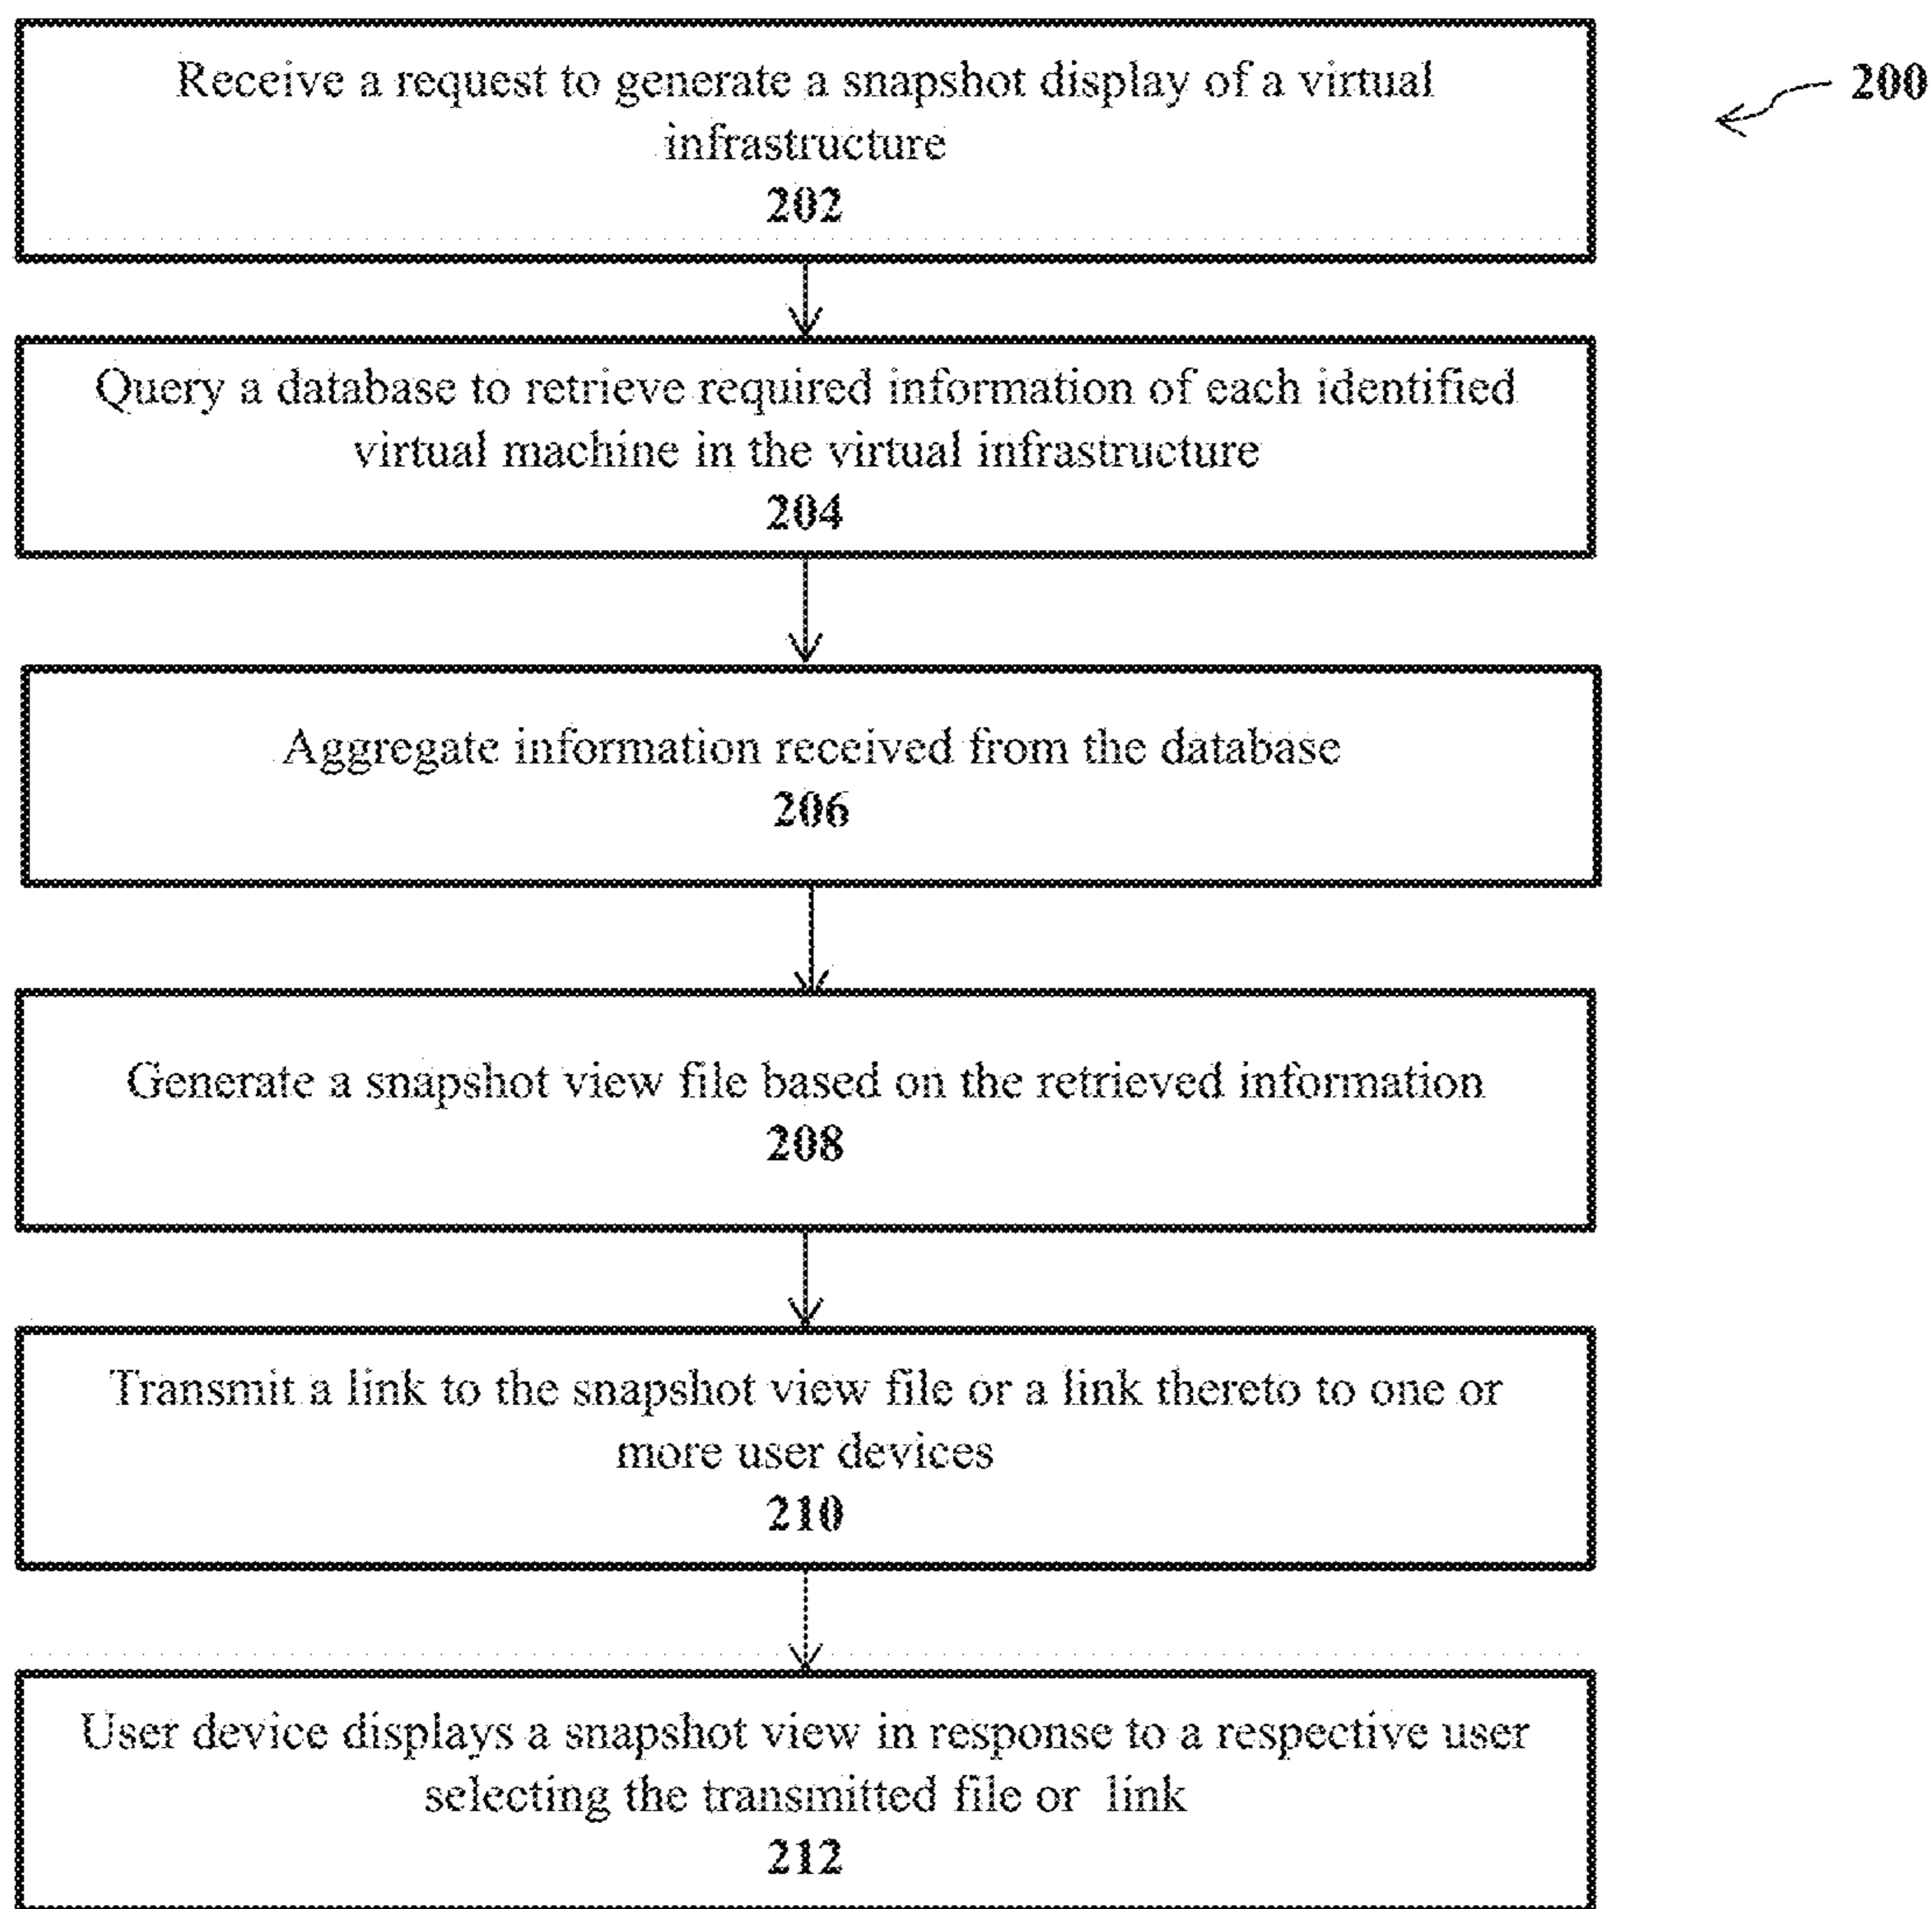 Receive a request to generate a snapshot display of a virtual
infrastructure
202
200
Query a database to retrieve required information of each identified
virtual machine in the virtual infrastructure
204
Aggregate information received from the database
206
Generate a snapshot view file based on the retrieved information
208
Transmit a link to the snapshot view file or a link thereto to one or
more user devices
210
User device displays a snapshot view in response to a respective user
selecting the transmitted file or link
212